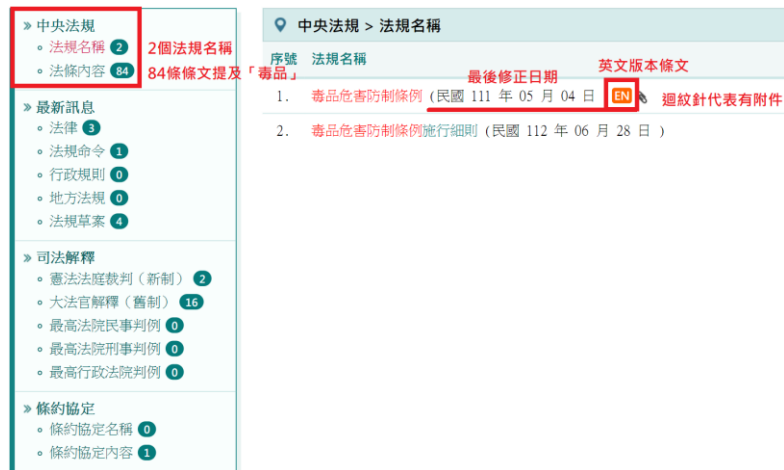 » 中央法規
法規名稱 2
2個法規名稱
法條內容 84
84條條文提及「毒品」
» 最新訊息
法律 3
法規命令 1
行政規則 0
地方法規 0
法規草案 4
» 司法解釋
憲法法庭裁判（新制） 2
大法官解釋（舊制） 16
最高法院民事判例 0
最高法院刑事判例 0
最高行政法院判例 0
» 條約協定
條約協定名稱 0
條約協定內容 1
中央法規 > 法規名稱
序號 法規名稱
最後修正日期
英文版本條文
1. 毒品危害防制條例 (民國 111 年 05 月 04 日 EN
迴紋針代表有附件
2. 毒品危害防制條例施行細則 (民國 112 年 06 月 28 日 )